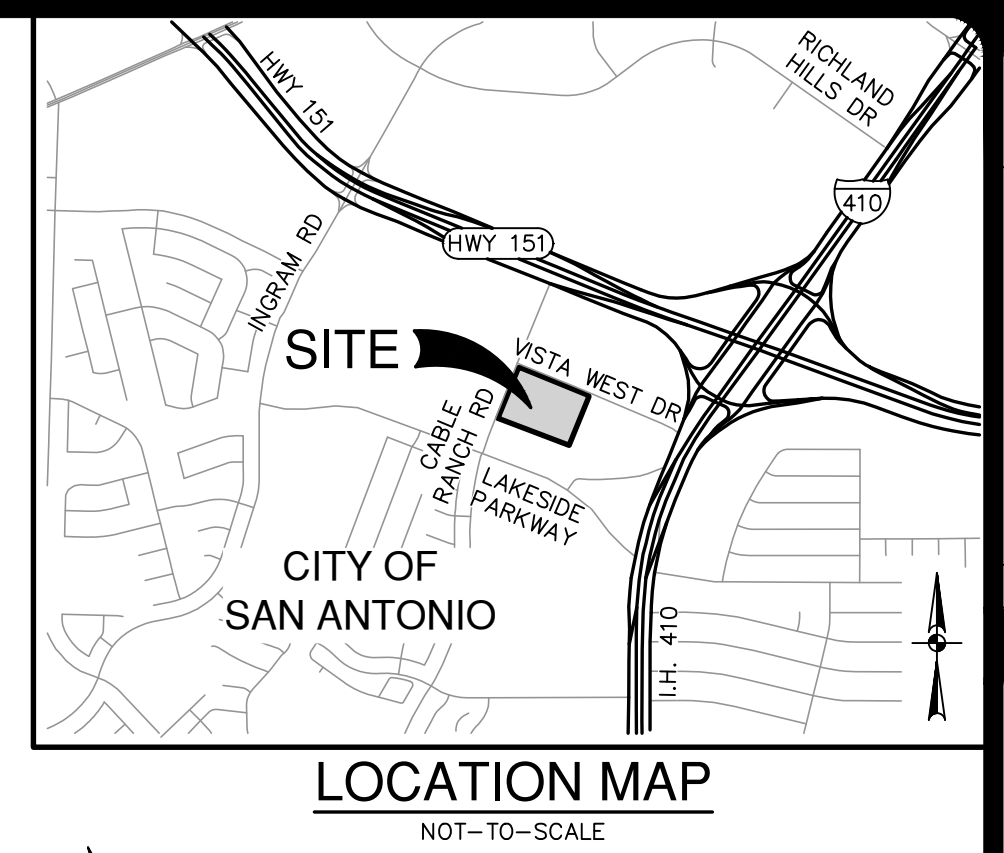 RICHLAND
HILLS DR
HWY 151
410
INGRAM RD
HWY 151
SITE
VISTA WEST DR
CABLE
RANCH RD
LAKESIDE
PARKWAY
CITY OF
SAN ANTONIO
I.H. 410
LOCATION MAP
NOT-TO-SCALE